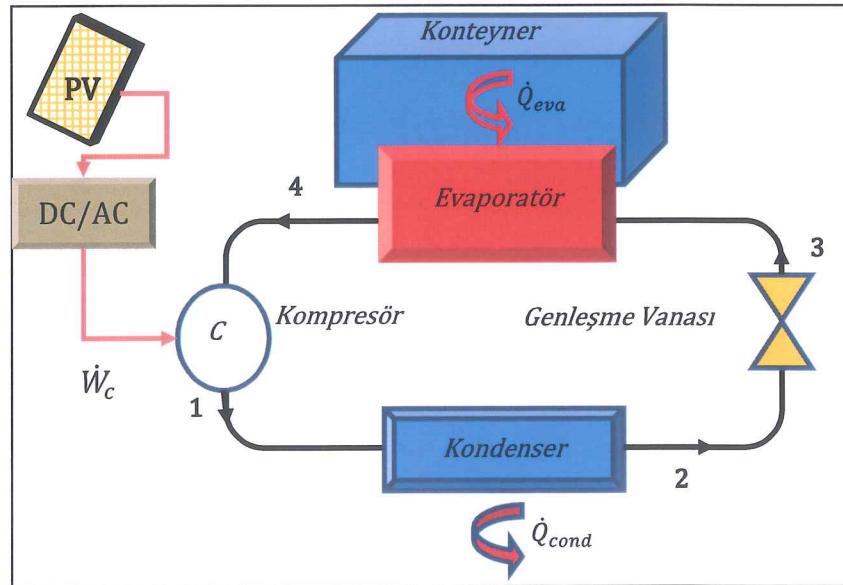 Konteyner
PV
Q̇eva
DC/AC
4
Evaporatör
3
C
Kompresör
Genleşme Vanası
Ẇc
1
Kondenser
2
Q̇cond